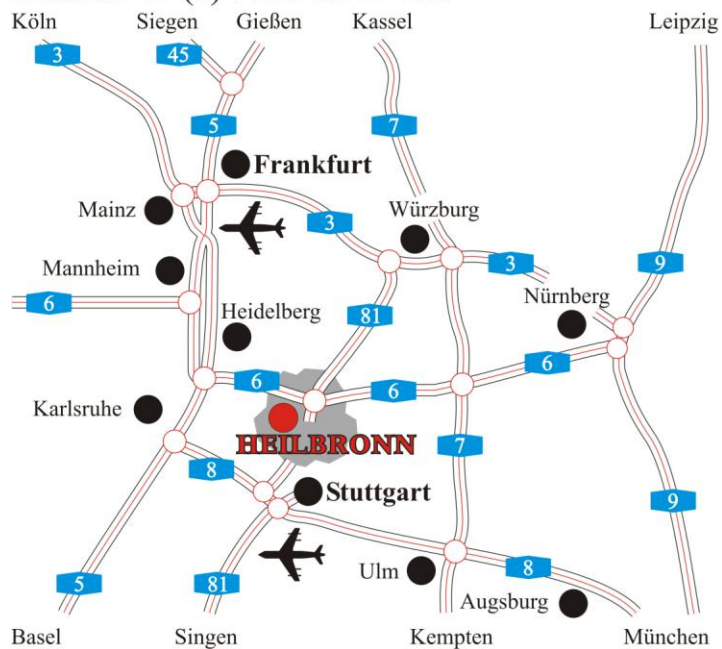 Köln Siegen Gießen Kassel Leipzig
3 45
5 7
Frankfurt
Mainz Würzburg
3
Mannheim 3 9
6 Heidelberg 81 Nürnberg
6 6 6
Karlsruhe
HEILBRONN 7
8
Stuttgart
9
5 81 Ulm 8
Augsburg
Basel Singen Kempten München